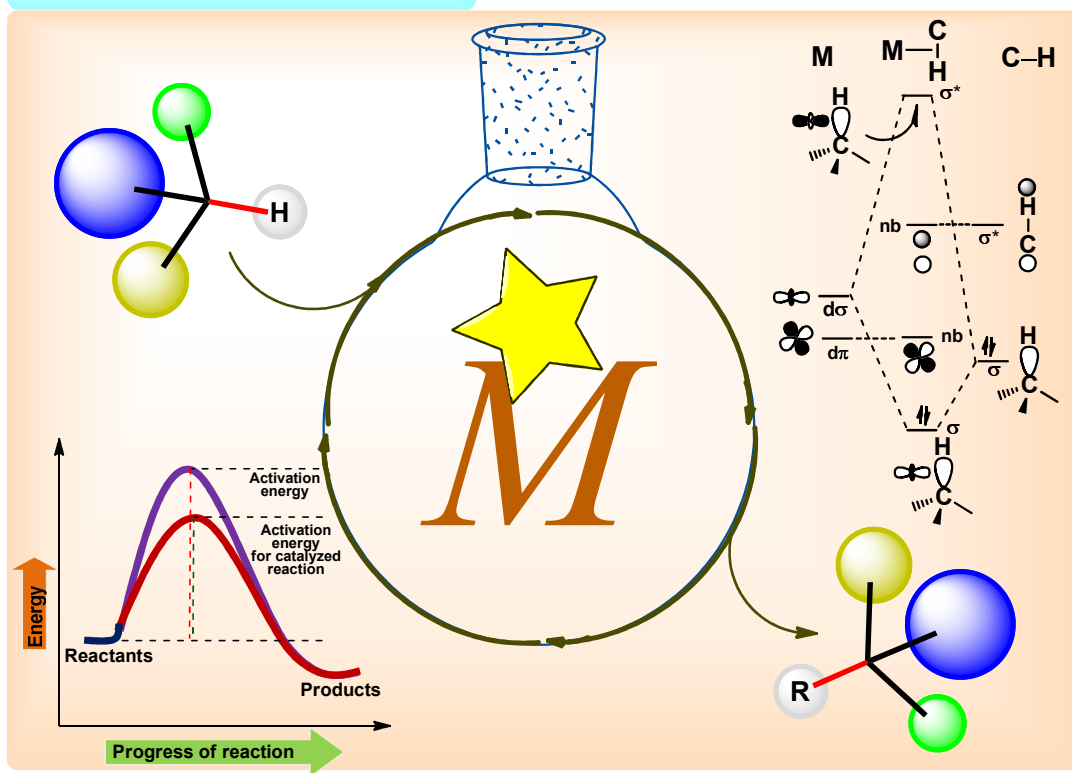 M
M—C
H
C–H
σ*
H
C
H
H
C
nb
σ*
dσ
dπ
nb
H
σ
C
σ
H
C
M
Activation
energy
Activation
energy
for catalyzed
reaction
Energy
Reactants
Products
Progress of reaction
R